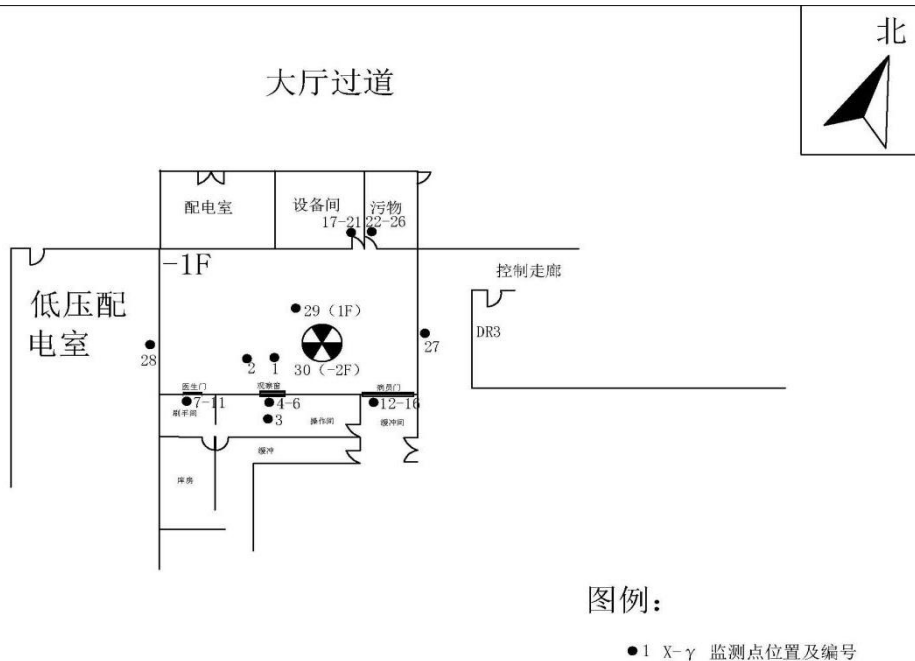 北
大厅过道
配电室
设备间
污物
17-21
22-26
-1F
控制走廊
低压配
电室
29（1F）
DR3
27
28
2
1
30（-2F）
医生门
观察窗
病员门
7-11
4-6
12-16
刷手间
3
操作间
缓冲间
缓冲
库房
图例：
1 X-γ 监测点位置及编号